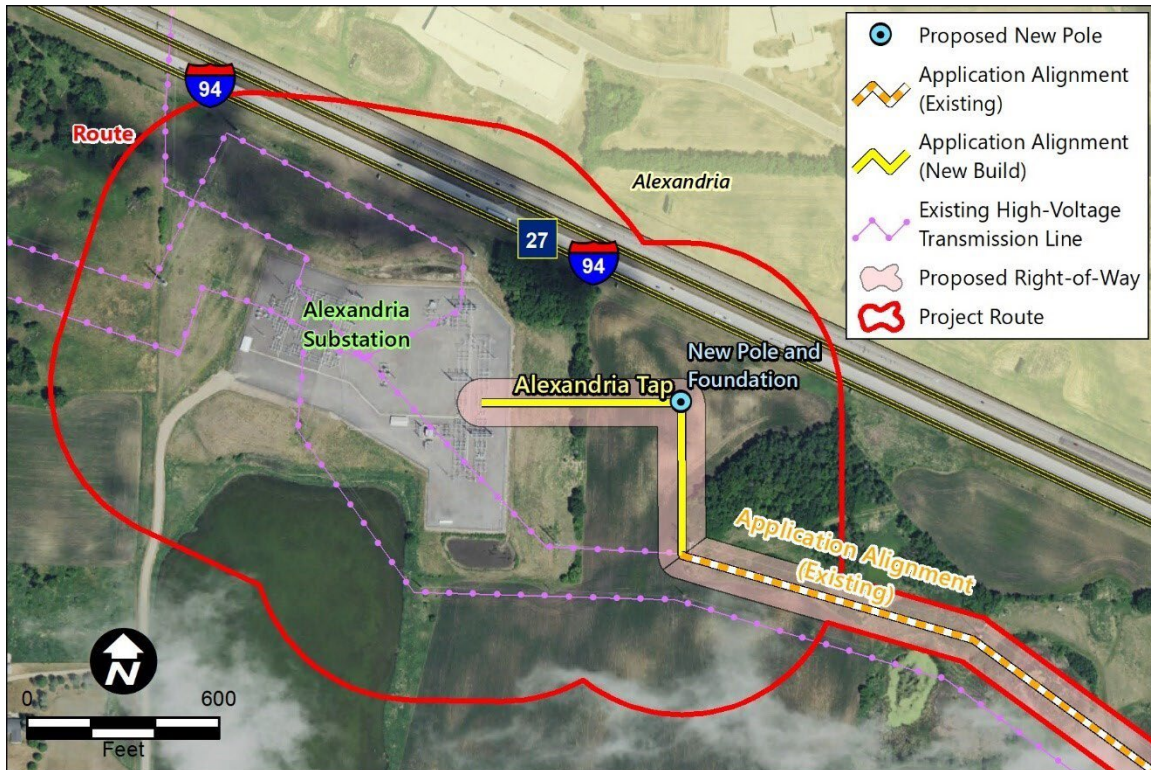 94
Route
Alexandria
27
94
Alexandria
Substation
New Pole and
Foundation
Alexandria Tap
Application Alignment
(Existing)
N
0
600
Feet
Proposed New Pole
Application Alignment
(Existing)
Application Alignment
(New Build)
Existing High-Voltage
Transmission Line
Proposed Right-of-Way
Project Route